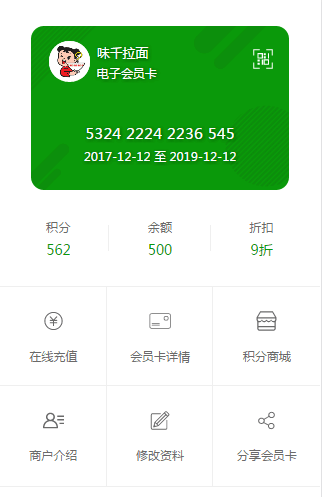 味千拉面
电子会员卡
5324 2224 2236 545
2017-12-12 至 2019-12-12
积分 余额 折扣
562 500 9折
在线充值 会员卡详情 积分商城
商户介绍 修改资料 分享会员卡